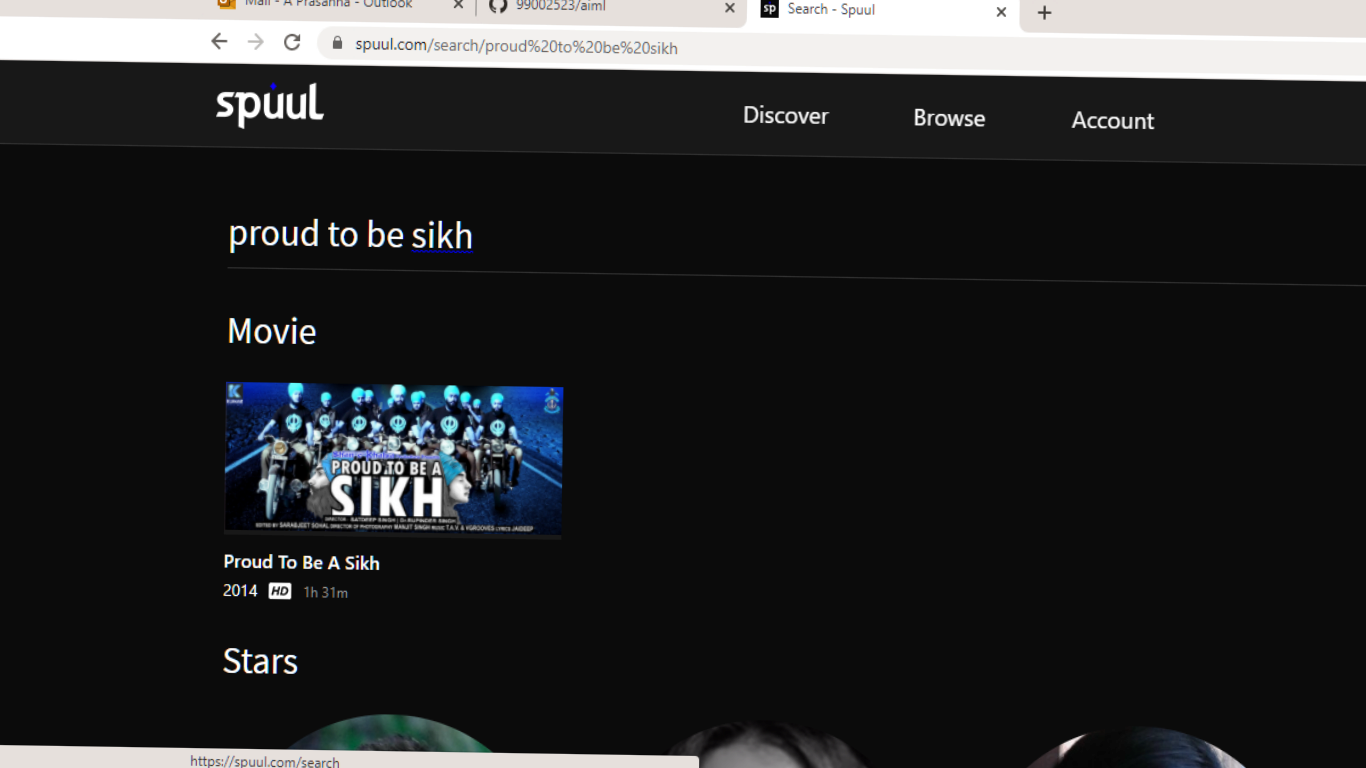 Mail - A Prasanna - Outlook
99002523/aiml
sp Search - Spuul
spuul.com/search/proud%20to%20be%20sikh
spuul
Discover Browse Account
proud to be sikh
Movie
K
PROUD TO BE A
SIKH
DIRECTOR SATDEEP SINGH
EDITED BY SARABJEET SOHAL DIRECTOR OF PHOTOGRAPHY MANJIT SINGH MUSIC T.A.V. & VGROOVES LYRICS JAIDEEP
Proud To Be A Sikh
2014 HD 1h 31m
Stars
https://spuul.com/search